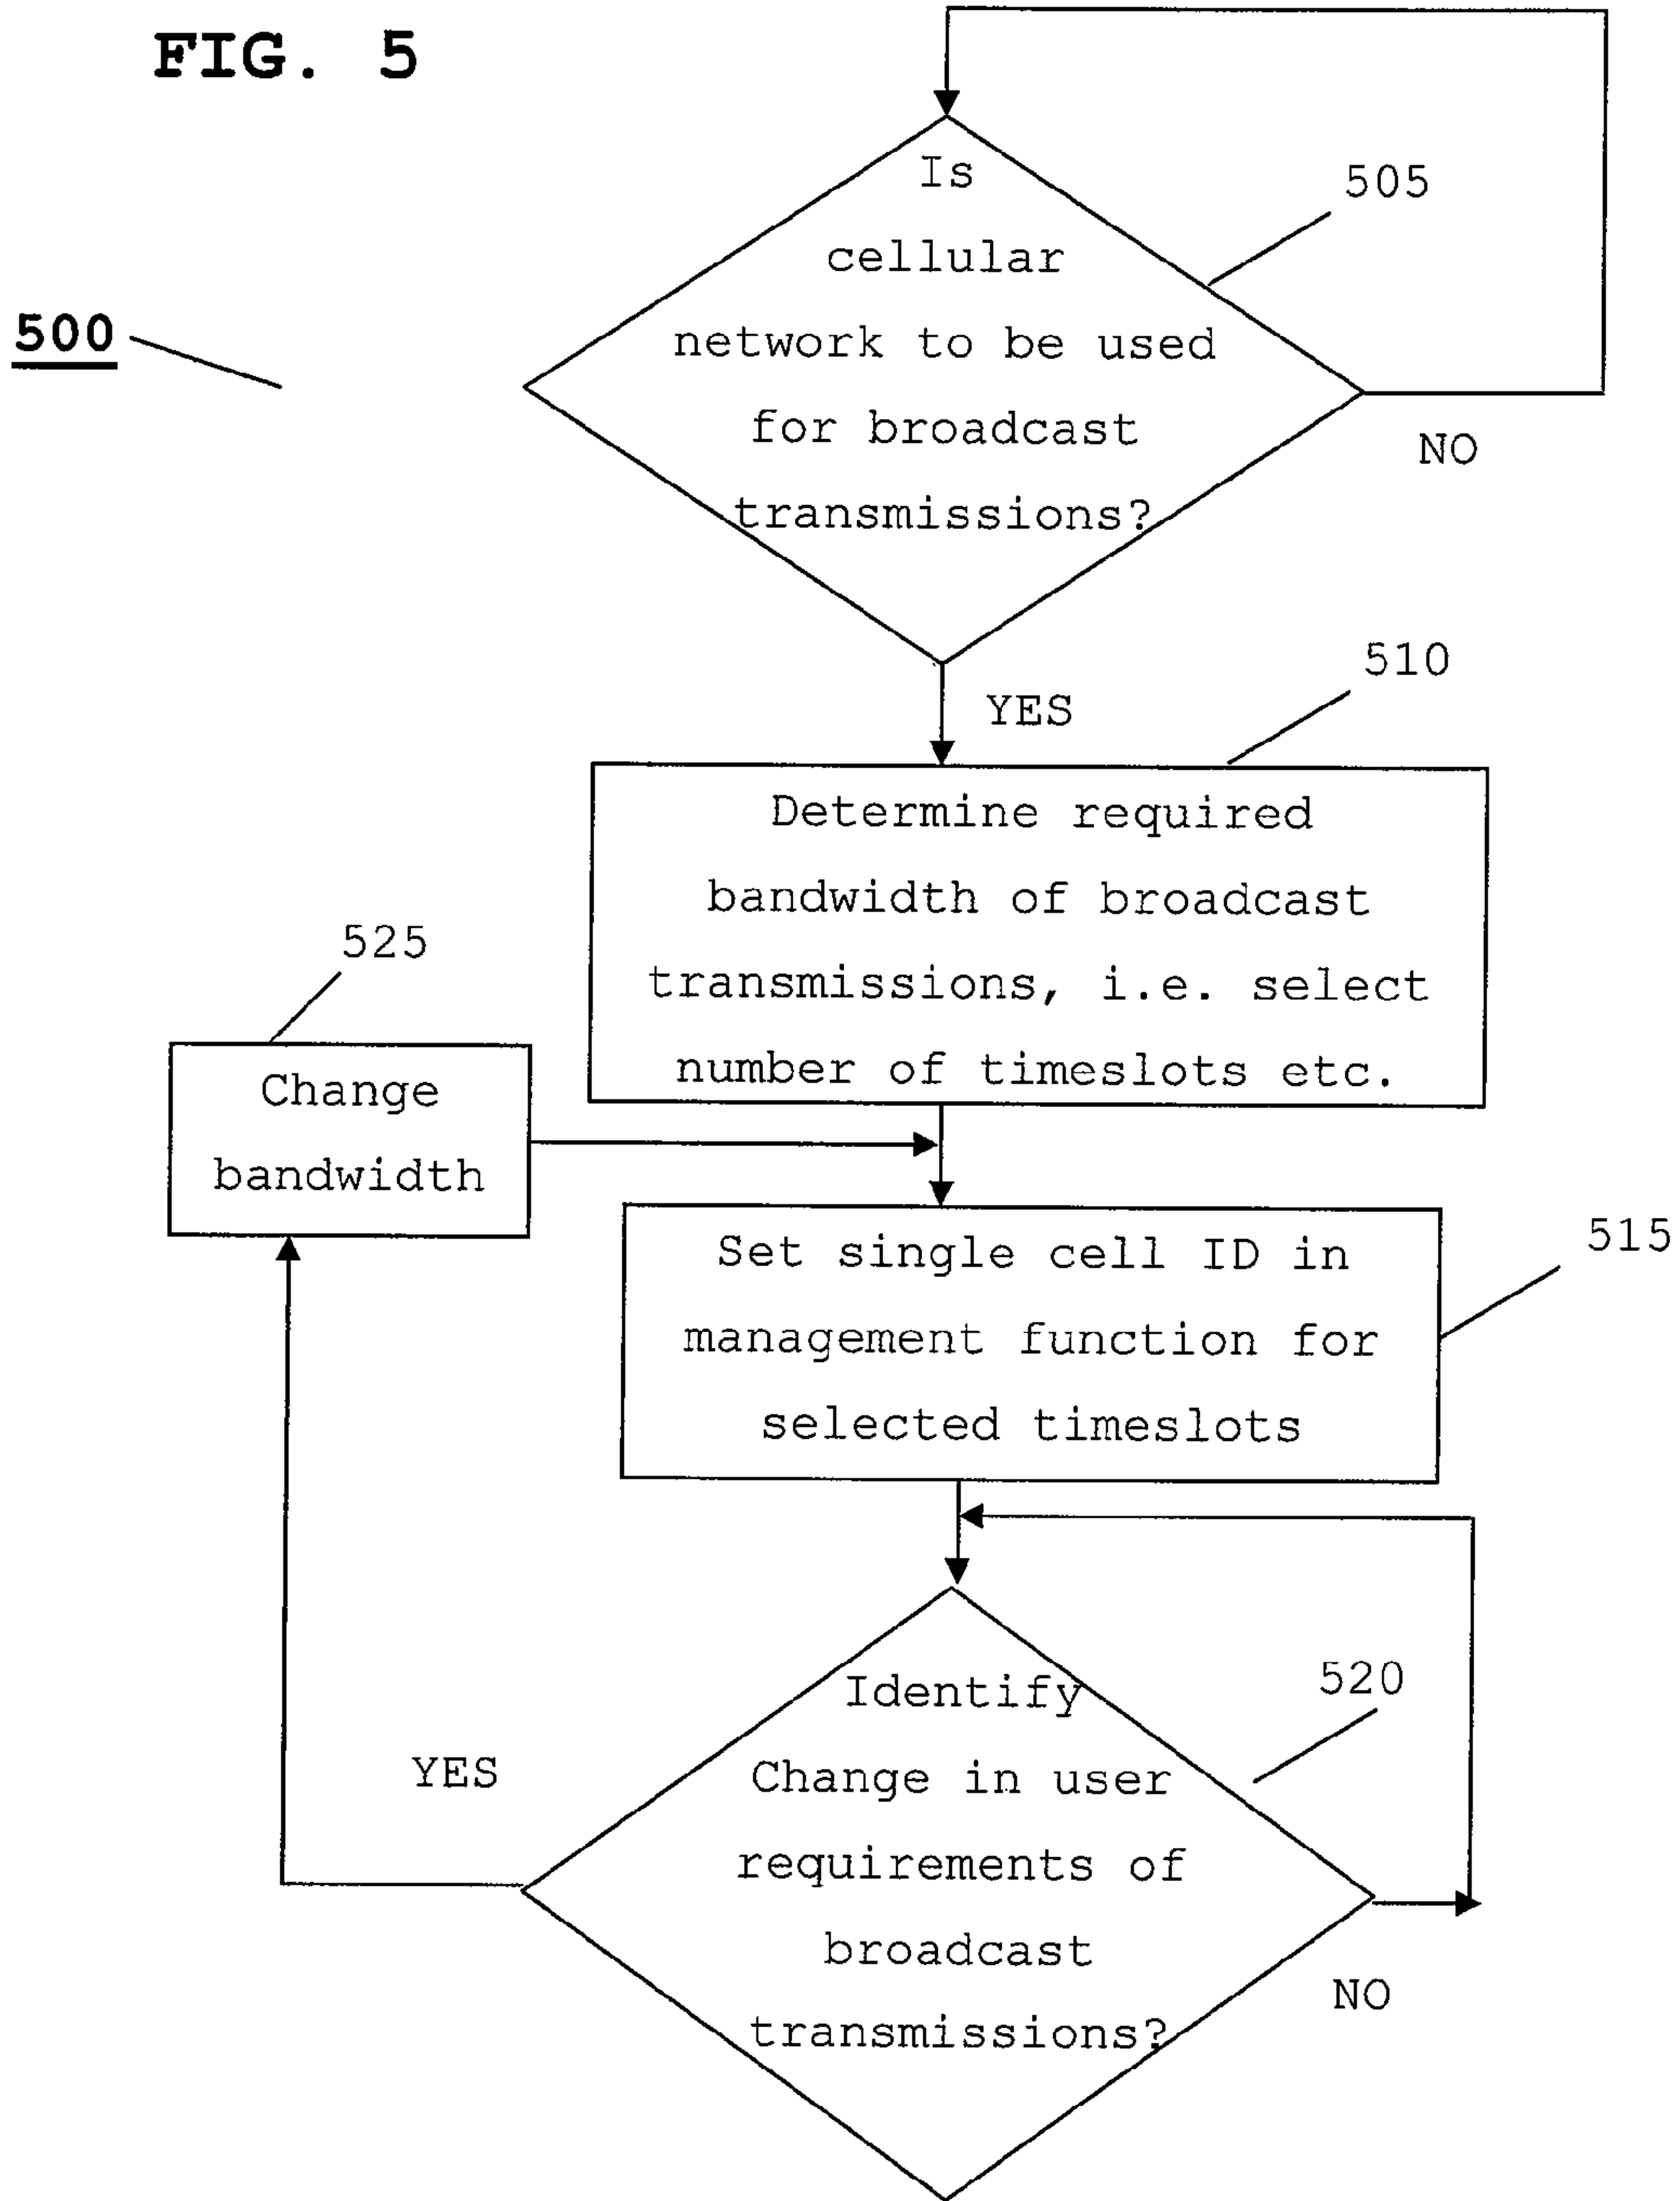 FIG. 5
Is
cellular
network to be used
for broadcast
transmissions?
505
500
NO
YES
510
Determine required
bandwidth of broadcast
transmissions, i.e. select
number of timeslots etc.
525
Change
bandwidth
Set single cell ID in
management function for
selected timeslots
515
Identify
Change in user
requirements of
broadcast
transmissions?
520
YES
NO